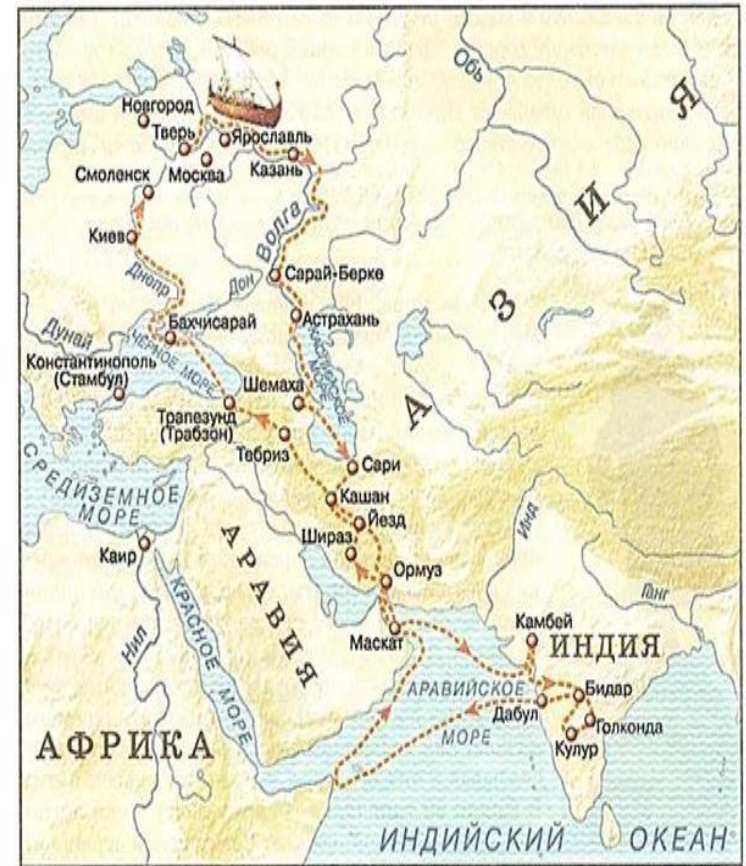 Обь
Новгород
Тверь
Ярославль
Москва
Казань
Смоленск
Волга
Киев
Днепр
Дон
Сарай-Берке
Астрахань
Бахчисарай
Дунай
ЧЕРНОЕ МОРЕ
Константинополь
(Стамбул)
КАСПИЙСКОЕ
МОРЕ
Шемаха
Трапезунд
(Трабзон)
Тебриз
Сари
СРЕДИЗЕМНОЕ
МОРЕ
Кашан
Йезд
Шираз
Ормуз
Каир
АРАВИЯ
КРАСНОЕ МОРЕ
Нил
Маскат
АЗИЯ
Инд
Ганг
Камбей
ИНДИЯ
АРАВИЙСКОЕ
МОРЕ
Дабул
Бидар
Голконда
Кулур
АФРИКА
ИНДИЙСКИЙ ОКЕАН